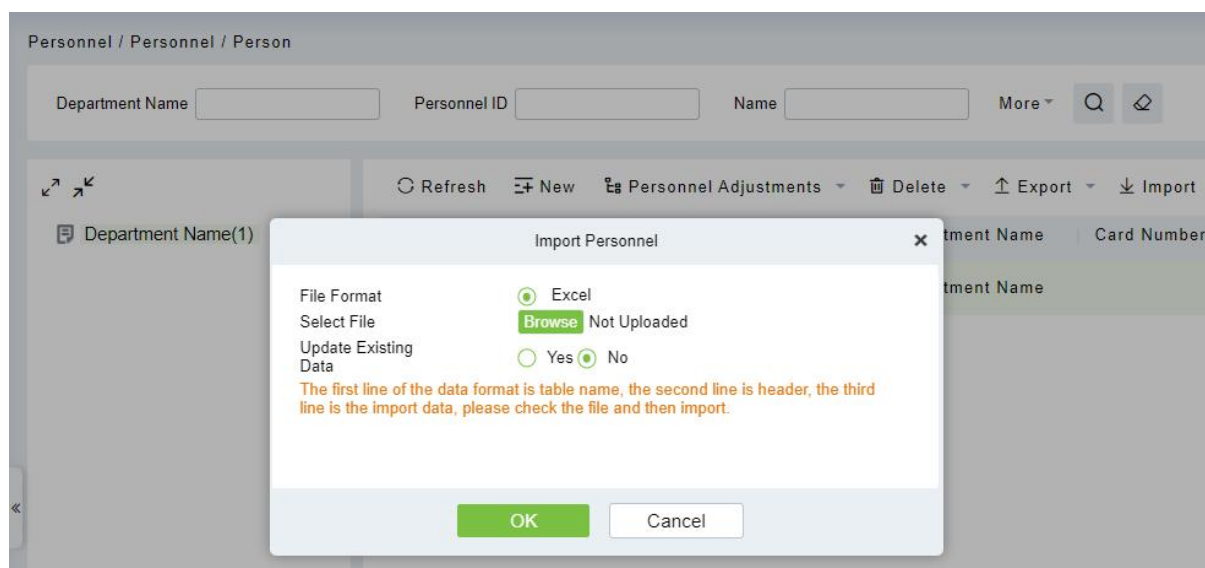 Personnel / Personnel / Person
Department Name Personnel ID Name More
Refresh New Personnel Adjustments Delete Export Import
Department Name(1)
Import Personnel
tment Name Card Number
tment Name
File Format Excel
Select File Browse Not Uploaded
Update Existing
Data
Yes No
The first line of the data format is table name, the second line is header, the third
line is the import data, please check the file and then import.
OK Cancel